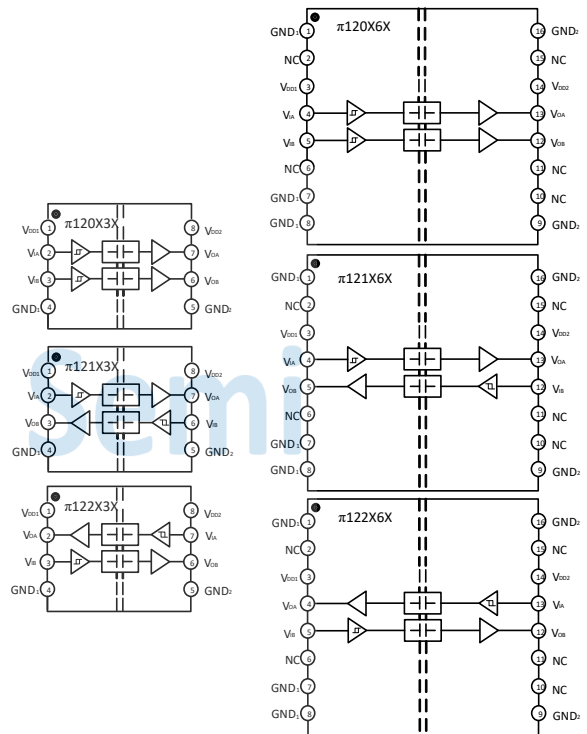 π120X3X
VDD1 1 8 VDD2
VIA 2 7 VOA
VIB 3 6 VOB
GND1 4 5 GND2
π121X3X
VDD1 1 8 VDD2
VIA 2 7 VOA
VOB 3 6 VIB
GND1 4 5 GND2
π122X3X
VDD1 1 8 VDD2
VOA 2 7 VIA
VIB 3 6 VOB
GND1 4 5 GND2
Semi
π120X6X
GND1 1 16 GND2
NC 2 15 NC
VDD1 3 14 VDD2
VIA 4 13 VOA
VIB 5 12 VOB
NC 6 11 NC
GND1 7 10 NC
GND1 8 9 GND2
π121X6X
GND1 1 16 GND2
NC 2 15 NC
VDD1 3 14 VDD2
VIA 4 13 VOA
VOB 5 12 VIB
NC 6 11 NC
GND1 7 10 NC
GND1 8 9 GND2
π122X6X
GND1 1 16 GND2
NC 2 15 NC
VDD1 3 14 VDD2
VOA 4 13 VIA
VIB 5 12 VOB
NC 6 11 NC
GND1 7 10 NC
GND1 8 9 GND2